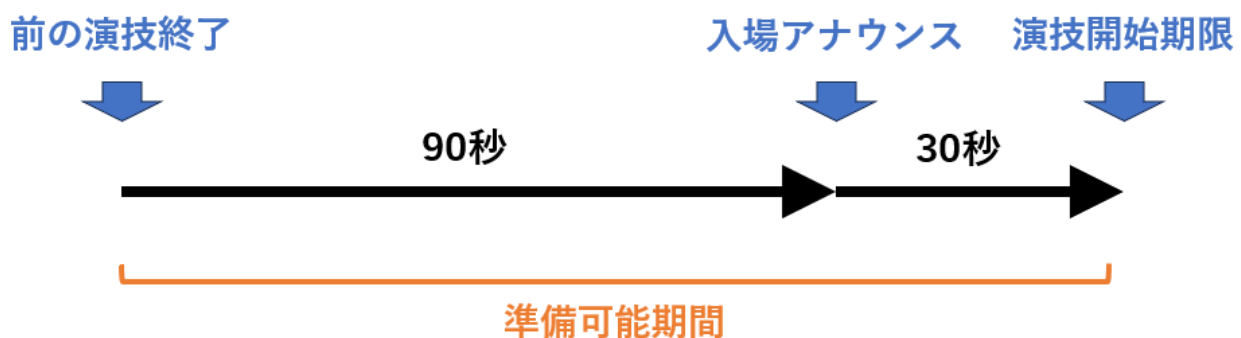 前の演技終了
入場アナウンス
演技開始期限
90秒
30秒
準備可能期間